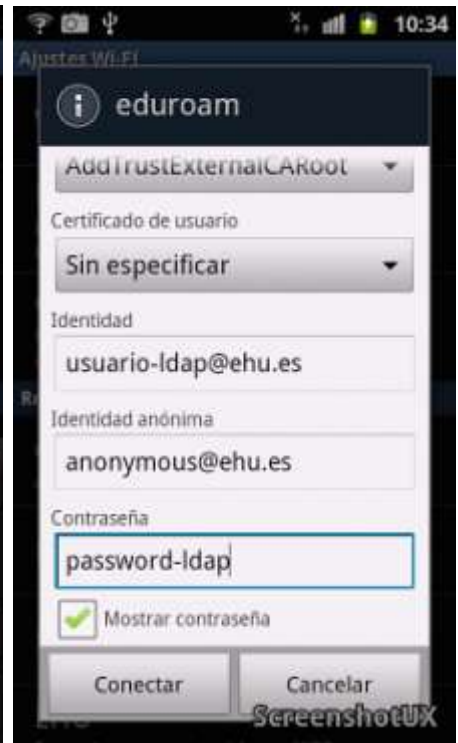 10:34
Ajustes Wi-Fi
eduroam
AddTrustExternalCARoot
Certificado de usuario
Sin especificar
Identidad
usuario-ldap@ehu.es
Identidad anónima
anonymous@ehu.es
Contraseña
password-ldap
Mostrar contraseña
Conectar
Cancelar
ScreenshotUX